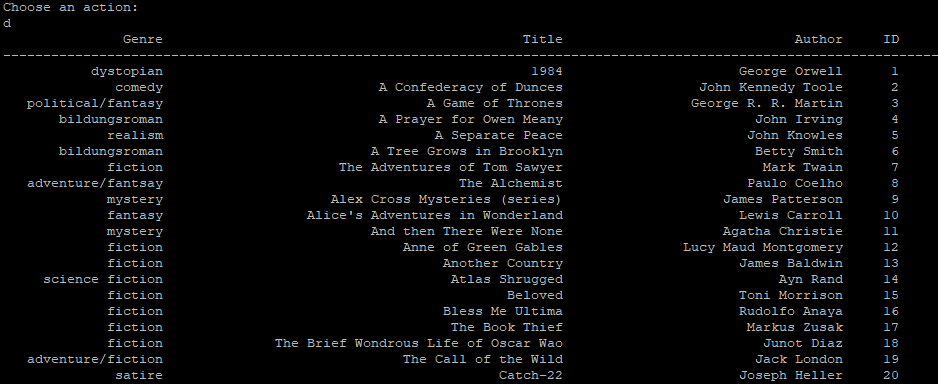 Choose an action:
d
Genre Title Author ID
--------------------------------------------------------------------------------------------------------------------
dystopian 1984 George Orwell 1
comedy A Confederacy of Dunces John Kennedy Toole 2
political/fantasy A Game of Thrones George R. R. Martin 3
bildungsroman A Prayer for Owen Meany John Irving 4
realism A Separate Peace John Knowles 5
bildungsroman A Tree Grows in Brooklyn Betty Smith 6
fiction The Adventures of Tom Sawyer Mark Twain 7
adventure/fantsay The Alchemist Paulo Coelho 8
mystery Alex Cross Mysteries (series) James Patterson 9
fantasy Alice's Adventures in Wonderland Lewis Carroll 10
mystery And then There Were None Agatha Christie 11
fiction Anne of Green Gables Lucy Maud Montgomery 12
fiction Another Country James Baldwin 13
science fiction Atlas Shrugged Ayn Rand 14
fiction Beloved Toni Morrison 15
fiction Bless Me Ultima Rudolfo Anaya 16
fiction The Book Thief Markus Zusak 17
fiction The Brief Wondrous Life of Oscar Wao Junot Diaz 18
adventure/fiction The Call of the Wild Jack London 19
satire Catch-22 Joseph Heller 20